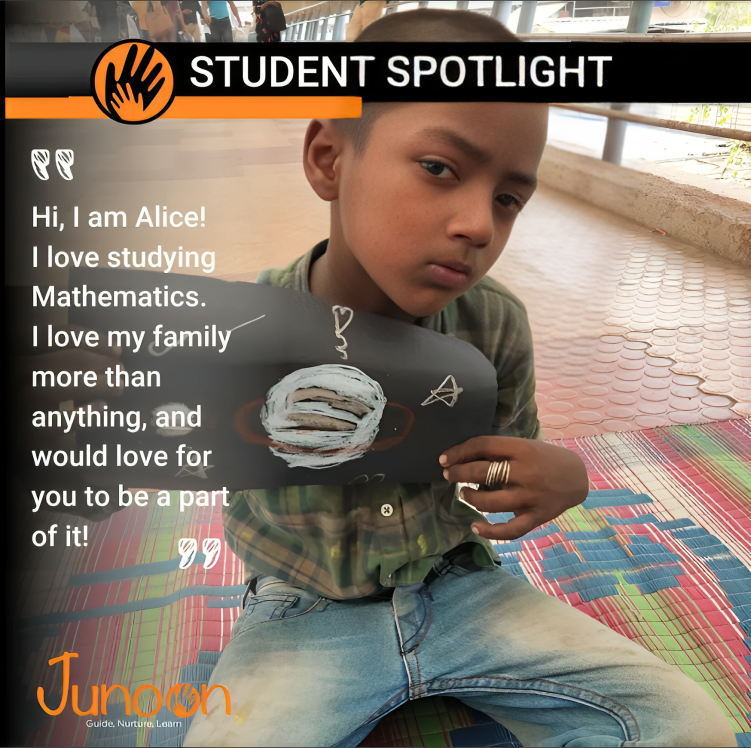 STUDENT SPOTLIGHT
Hi, I am Alice!
I love studying
Mathematics.
I love my family
more than
anything, and
would love for
you to be a part
of it!
Junoon
Guide, Nurture, Learn